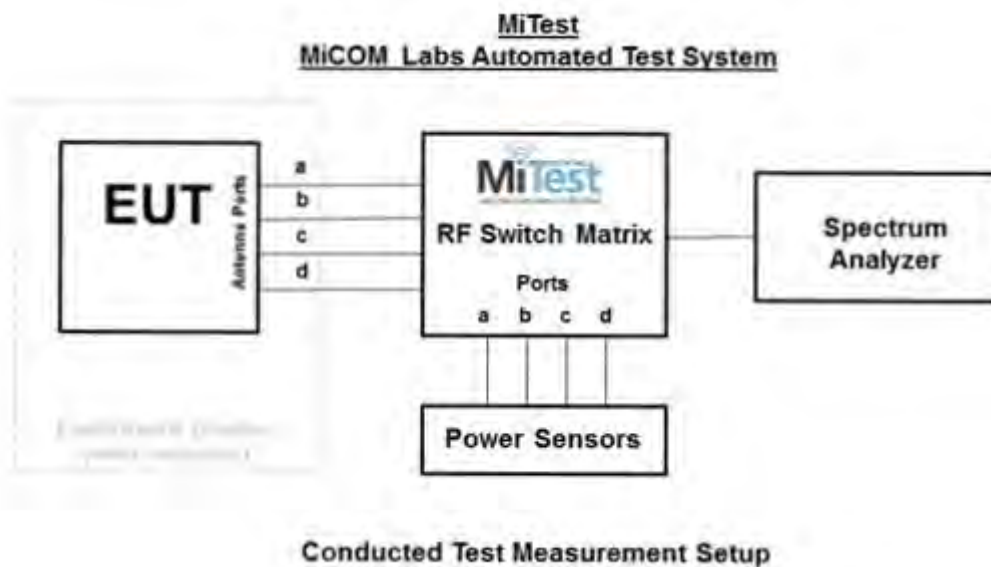 MiTest
MiCOM Labs Automated Test System
EUT
Antenna Ports
a
b
c
d
MiTest
RF Switch Matrix
Ports
a b c d
Spectrum
Analyzer
Power Sensors
Conducted Test Measurement Setup